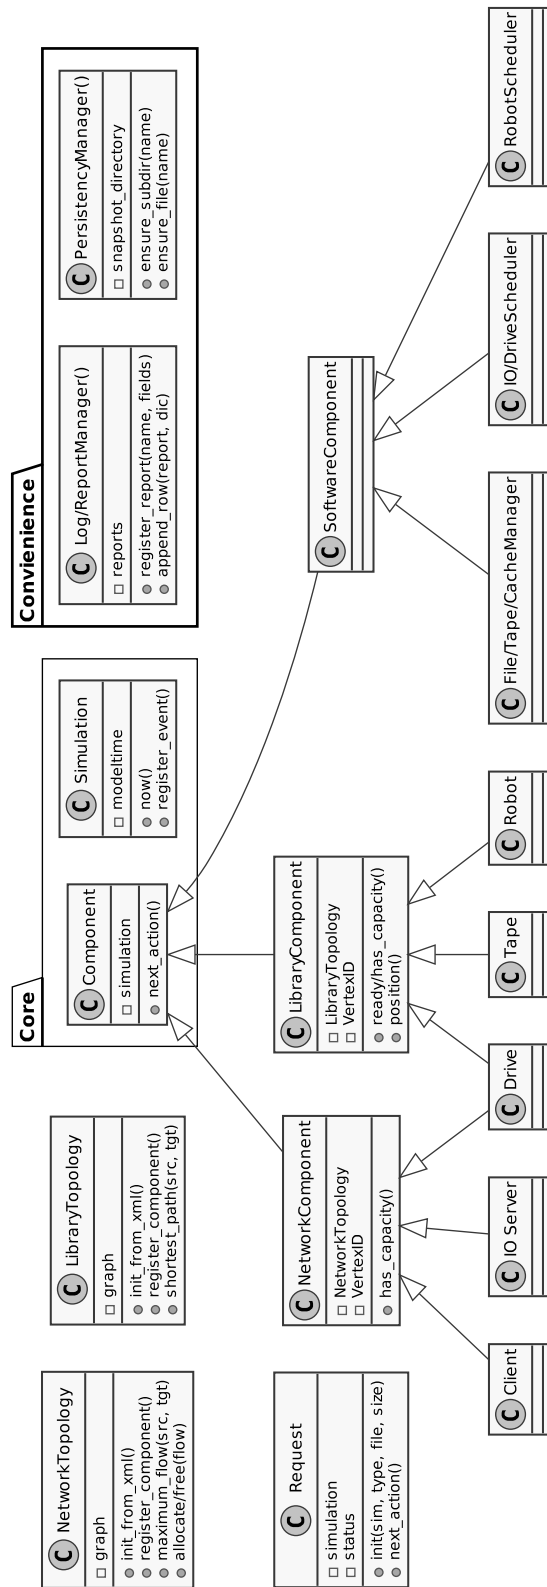 Convienience
C PersistencyManager()
snapshot_directory
ensure_subdir(name)
ensure_file(name)
C Log/ReportManager()
reports
register_report(name, fields)
append_row(report, dic)
Core
C Simulation
modeltime
now()
register_event()
C Component
simulation
next_action()
C LibraryTopology
graph
init_from_xml()
register_component()
shortest_path(src, tgt)
C NetworkTopology
graph
init_from_xml()
register_component()
maximum_flow(src, tgt)
allocate/free(flow)
C SoftwareComponent
C LibraryComponent
LibraryTopology
VertexID
ready/has_capacity()
position()
C NetworkComponent
NetworkTopology
VertexID
has_capacity()
C Request
simulation
status
init(sim, type, file, size)
next_action()
C RobotScheduler
C IO/DriveScheduler
C File/Tape/CacheManager
C Robot
C Tape
C Drive
C IO Server
C Client